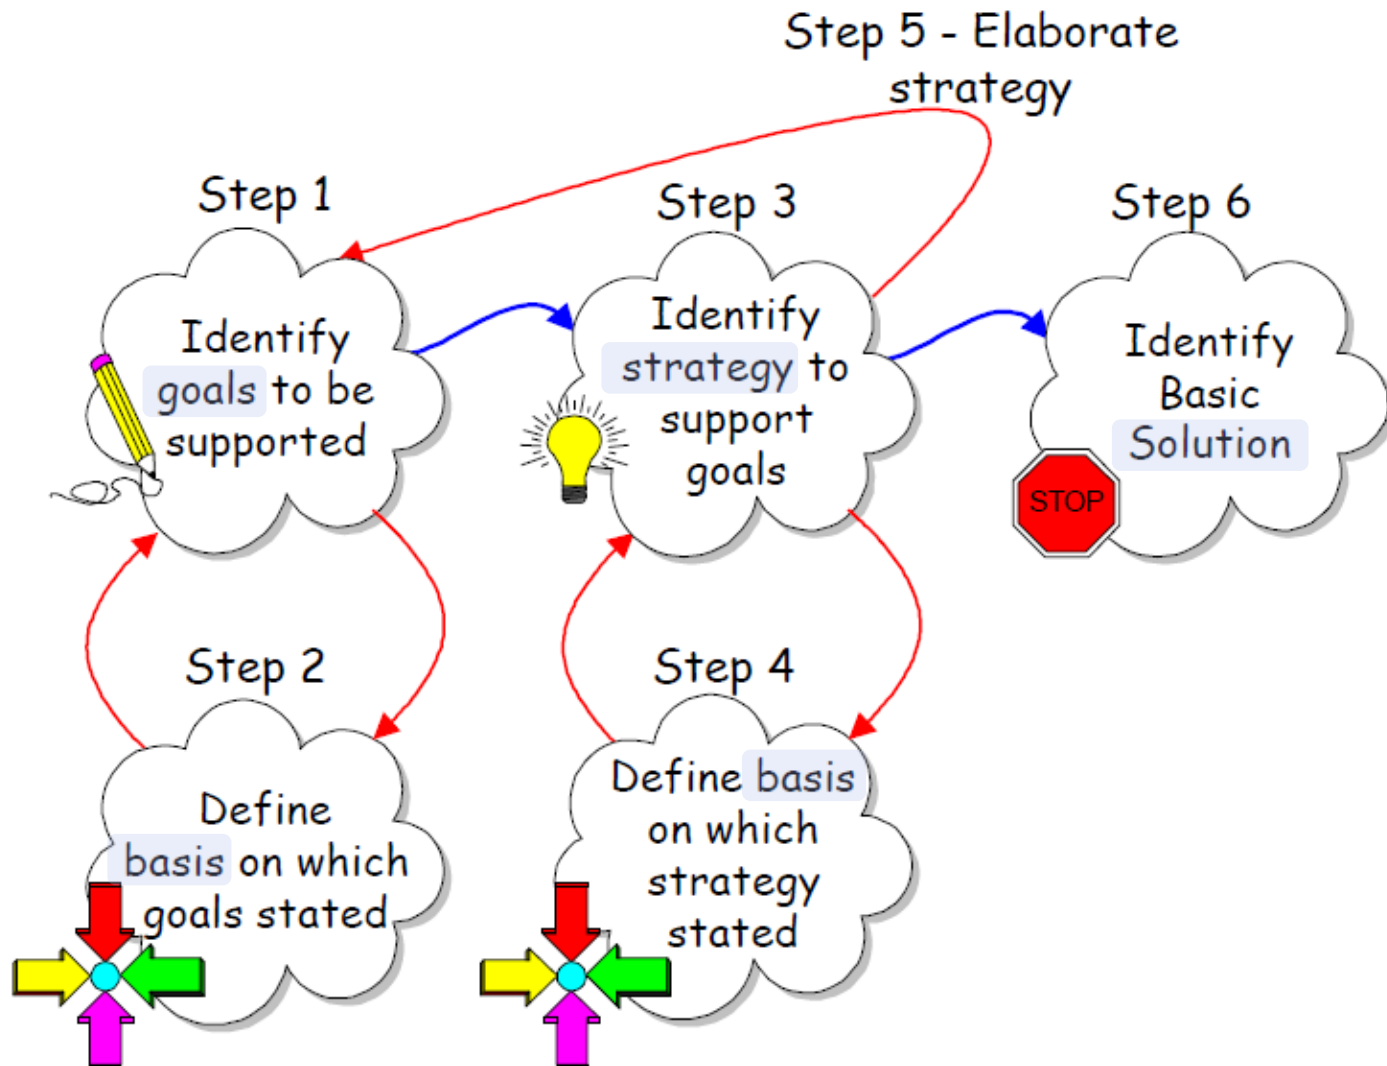 Step 5 - Elaborate
strategy
Step 1
Identify
goals to be
supported
Step 3
Identify
strategy to
support
goals
Step 6
Identify
Basic
Solution
STOP
Step 2
Define
basis on which
goals stated
Step 4
Define basis
on which
strategy
stated